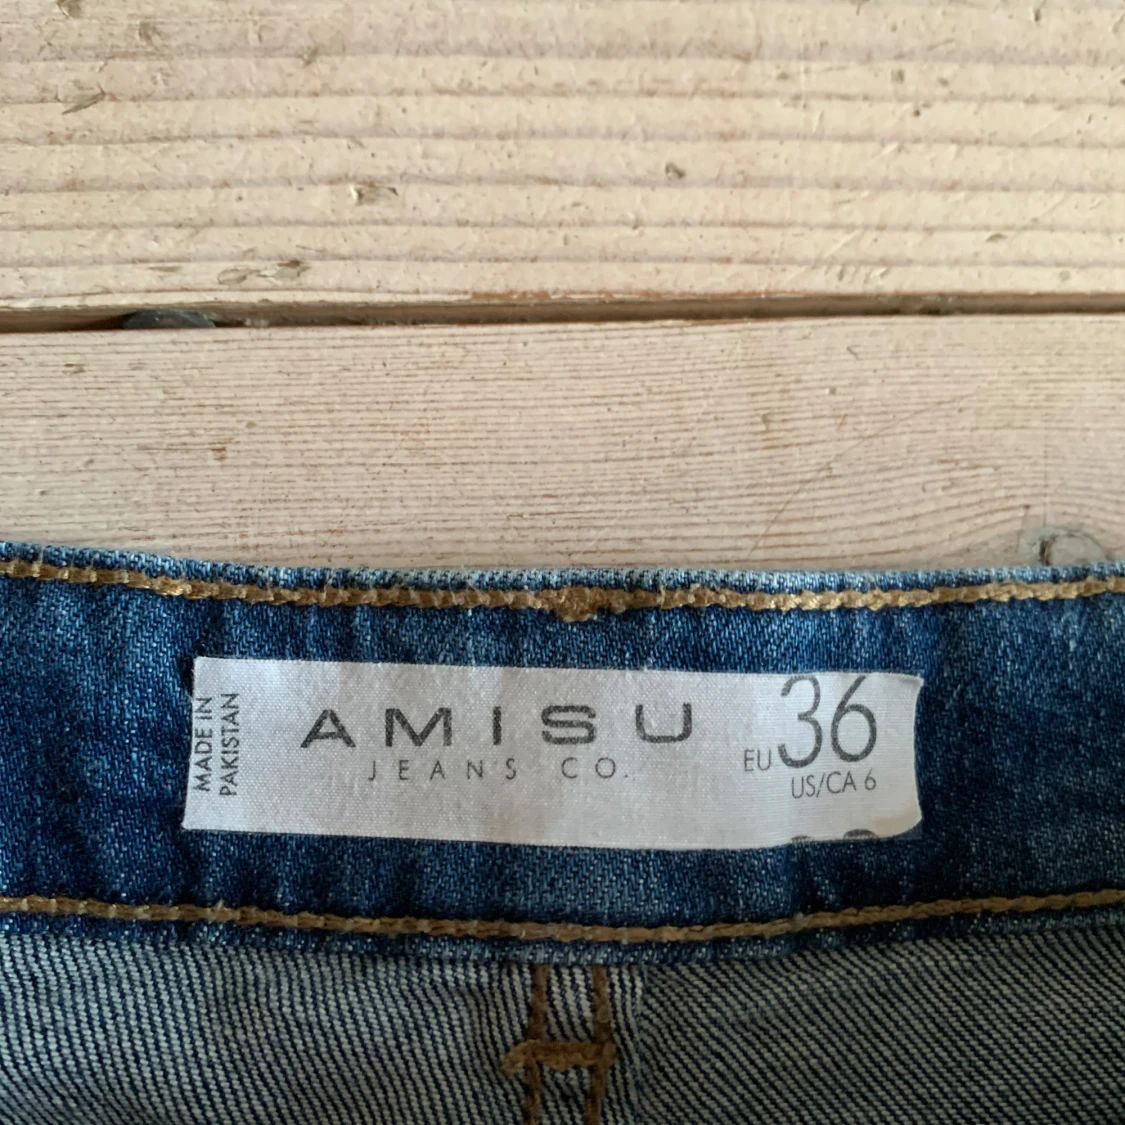 MADE IN
PAKISTAN
AMISU
JEANS CO.
EU 36
US/CA 6